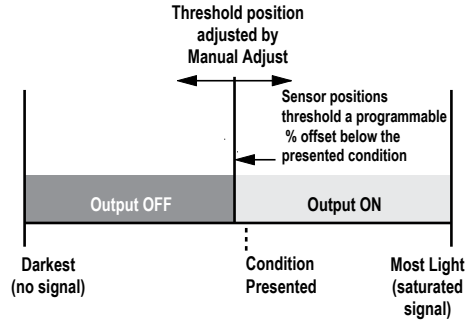 Threshold position
adjusted by
Manual Adjust
Sensor positions
threshold a programmable
% offset below the
presented condition
Output OFF
Output ON
Darkest
(no signal)
Condition
Presented
Most Light
(saturated
signal)